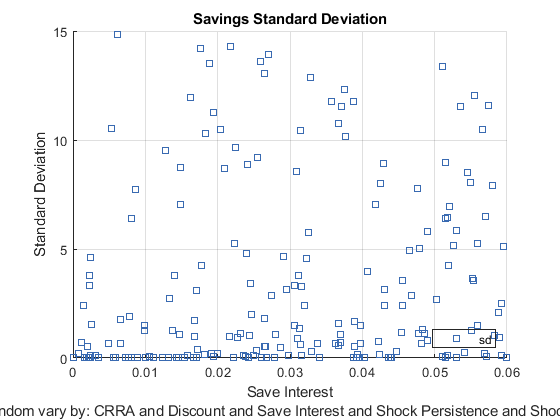 Savings Standard Deviation
15
10
5
0
Standard Deviation
0
0.01
0.02
0.03
0.04
0.05
0.06
sd
Save Interest
ndom vary by: CRRA and Discount and Save Interest and Shock Persistence and Shoc